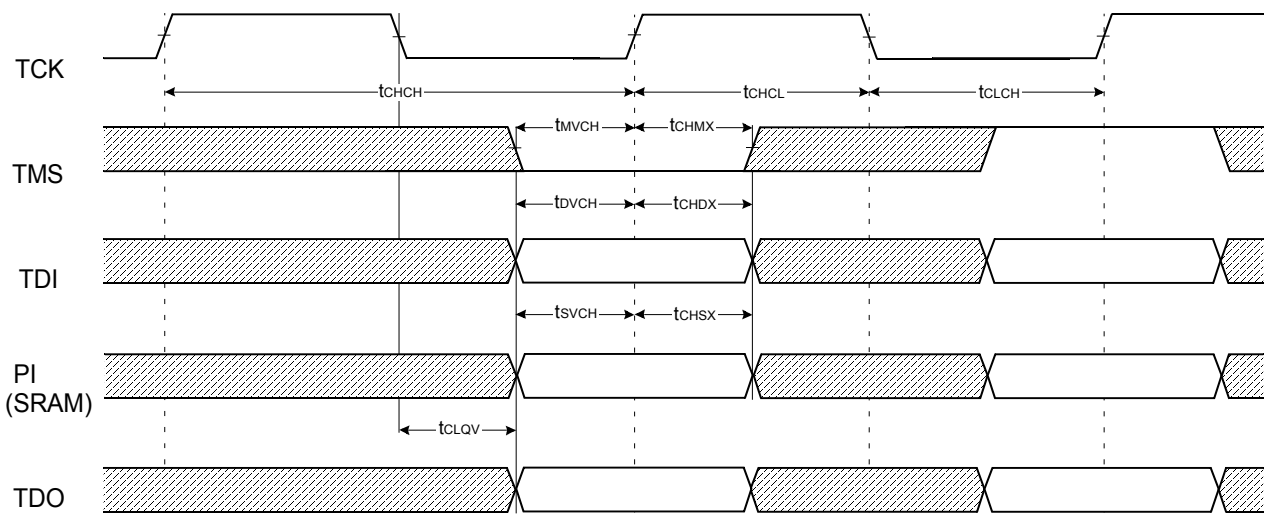 TCK
tCHCH tCHCL tCLCH
tMVCH tCHMX
TMS
tDVCH tCHDX
TDI
tSVCH tCHSX
PI
(SRAM)
tCLQV
TDO